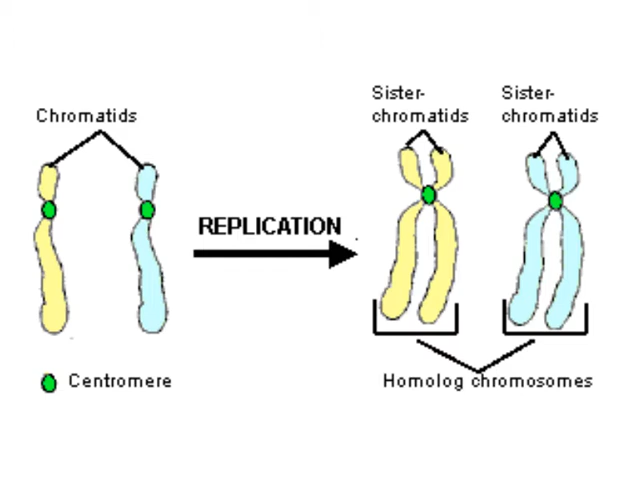 Sister-
chromatids
Sister-
chromatids
Chromatids
REPLICATION
Centromere
Homolog chromosomes